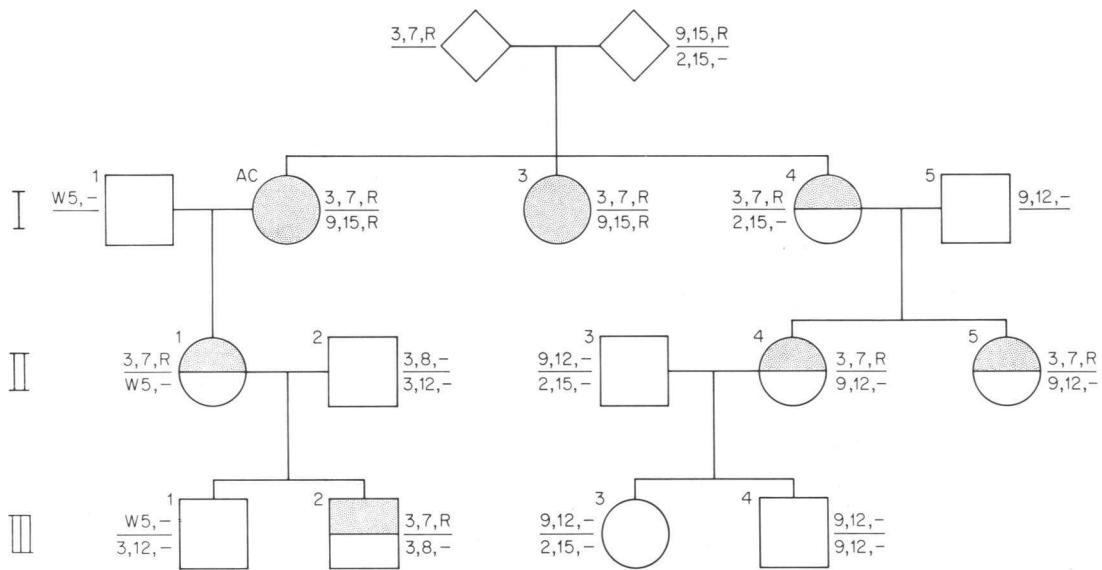 3,7,R
9,15,R
2,15,-
I
1
W5,-
AC
3,7,R
9,15,R
3
3,7,R
9,15,R
4
3,7,R
2,15,-
5
9,12,-
II
1
3,7,R
W5,-
2
3,8,-
3,12,-
3
9,12,-
2,15,-
4
3,7,R
9,12,-
5
3,7,R
9,12,-
III
1
W5,-
3,12,-
2
3,7,R
3,8,-
3
9,12,-
2,15,-
4
9,12,-
9,12,-